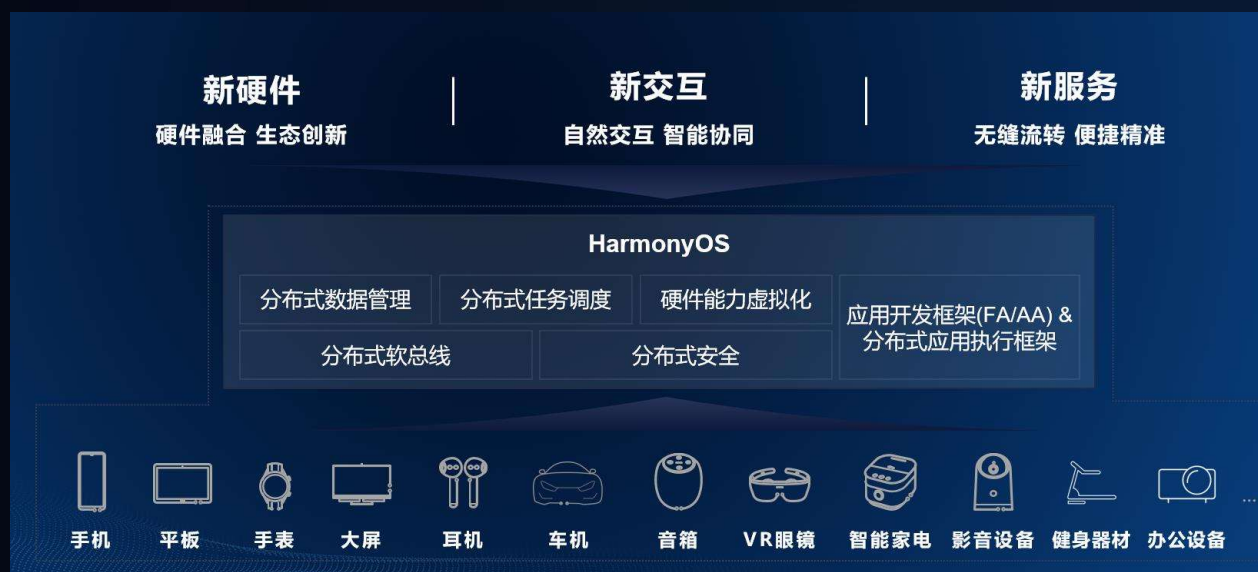 新硬件
硬件融合 生态创新
新交互
自然交互 智能协同
新服务
无缝流转 便捷精准
HarmonyOS
分布式数据管理
分布式任务调度
硬件能力虚拟化
应用开发框架(FA/AA) &
分布式应用执行框架
分布式软总线
分布式安全
手机
平板
手表
大屏
耳机
车机
音箱
VR眼镜
智能家电
影音设备
健身器材
办公设备
...